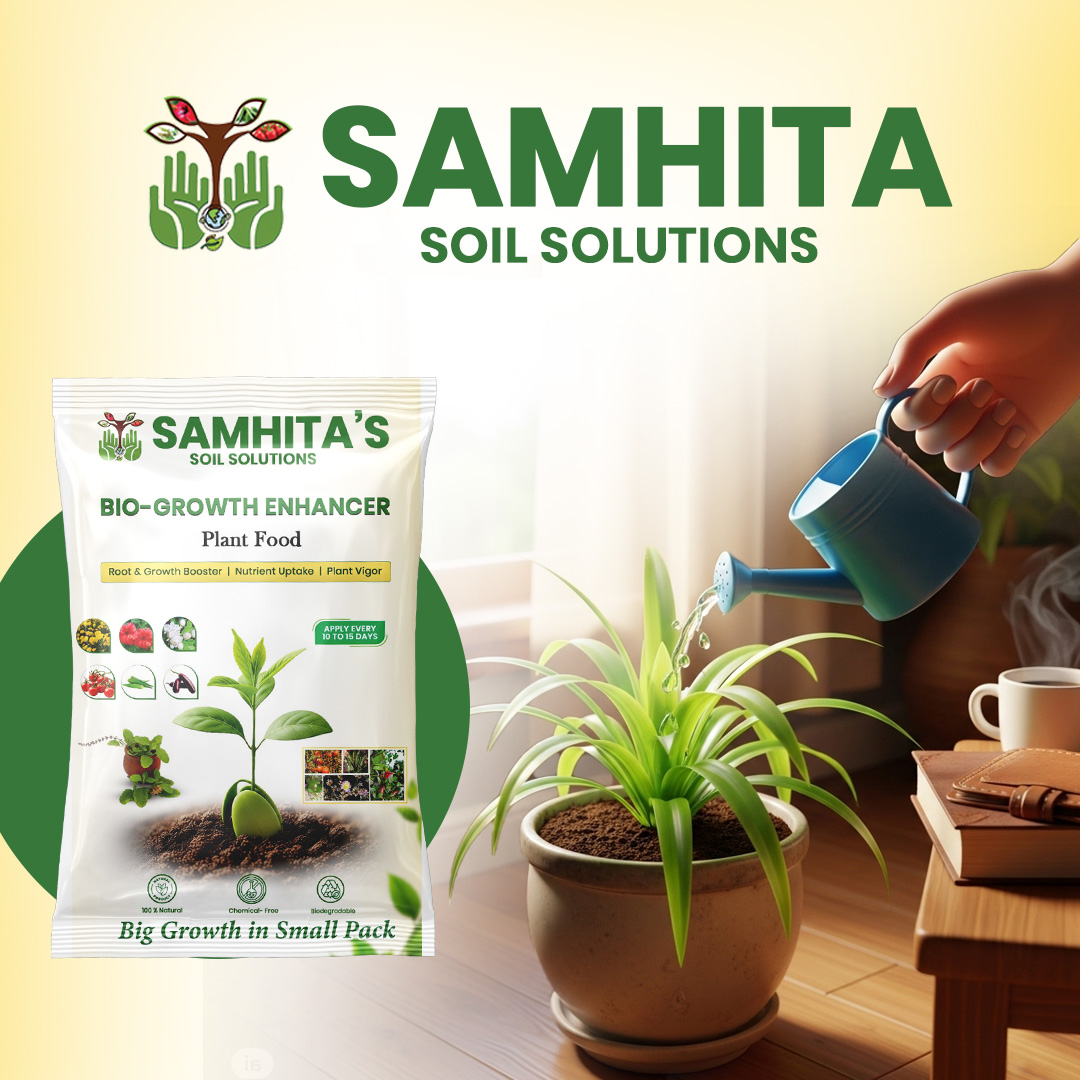 SAMHITA
SOIL SOLUTIONS
SAMHITA'S
SOIL SOLUTIONS
BIO-GROWTH ENHANCER
Plant Food
Root & Growth Booster | Nutrient Uptake | Plant Vigor
APPLY EVERY
10 TO 15 DAYS
100 % Natural
Chemical- Free
Biodegradable
Big Growth in Small Pack